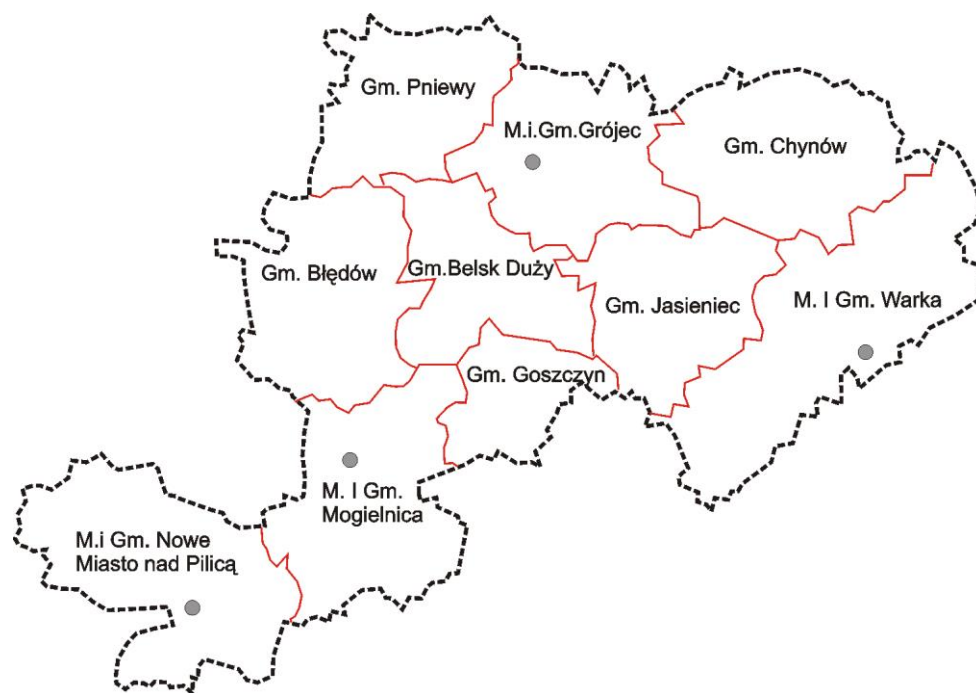 Gm. Pniewy
M.i.Gm.Grójec
Gm. Chynów
Gm. Błędów
Gm.Belsk Duży
Gm. Jasieniec
M. I Gm. Warka
Gm. Goszczyn
M. I Gm.
Mogielnica
M.i Gm. Nowe
Miasto nad Pilicą